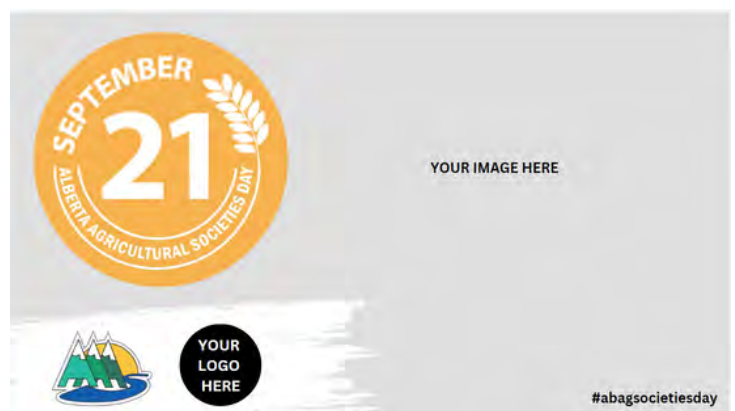 SEPTEMBER
21
ALBERTA AGRICULTURAL SOCIETIES DAY
YOUR IMAGE HERE
YOUR
LOGO
HERE
#abagsocietiesday